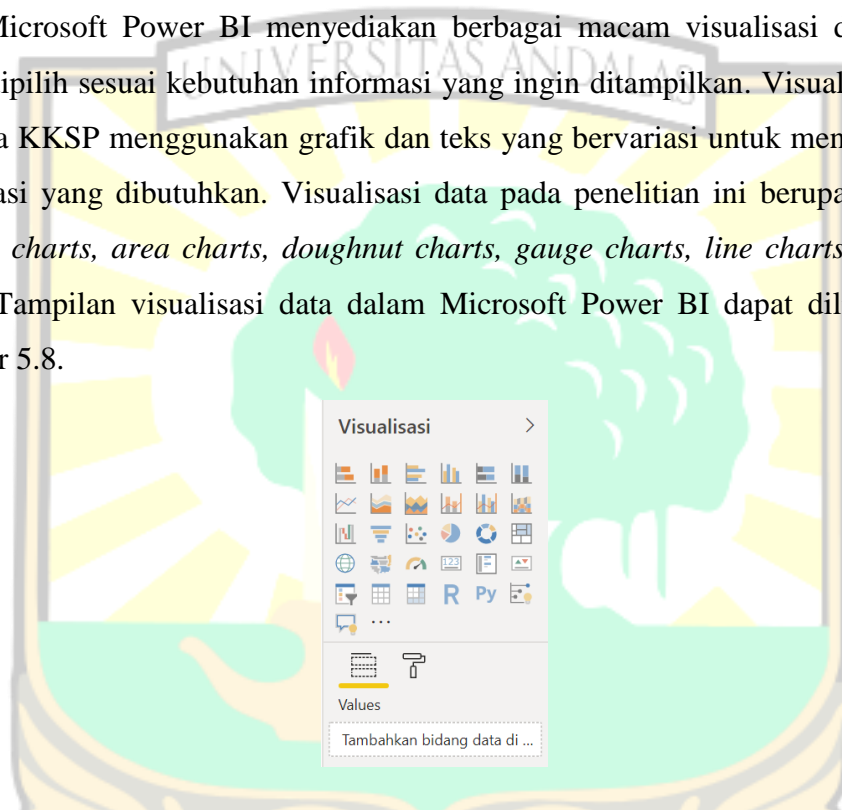 Microsoft Power BI menyediakan berbagai macam visualisasi d
UNIVERSITAS ANDALAS
ipilih sesuai kebutuhan informasi yang ingin ditampilkan. Visual
a KKSP menggunakan grafik dan teks yang bervariasi untuk men
asi yang dibutuhkan. Visualisasi data pada penelitian ini berupa
charts, area charts, doughnut charts, gauge charts, line charts
Tampilan visualisasi data dalam Microsoft Power BI dapat dil
r 5.8.
Visualisasi
123
R Py
...
Values
Tambahkan bidang data di ...